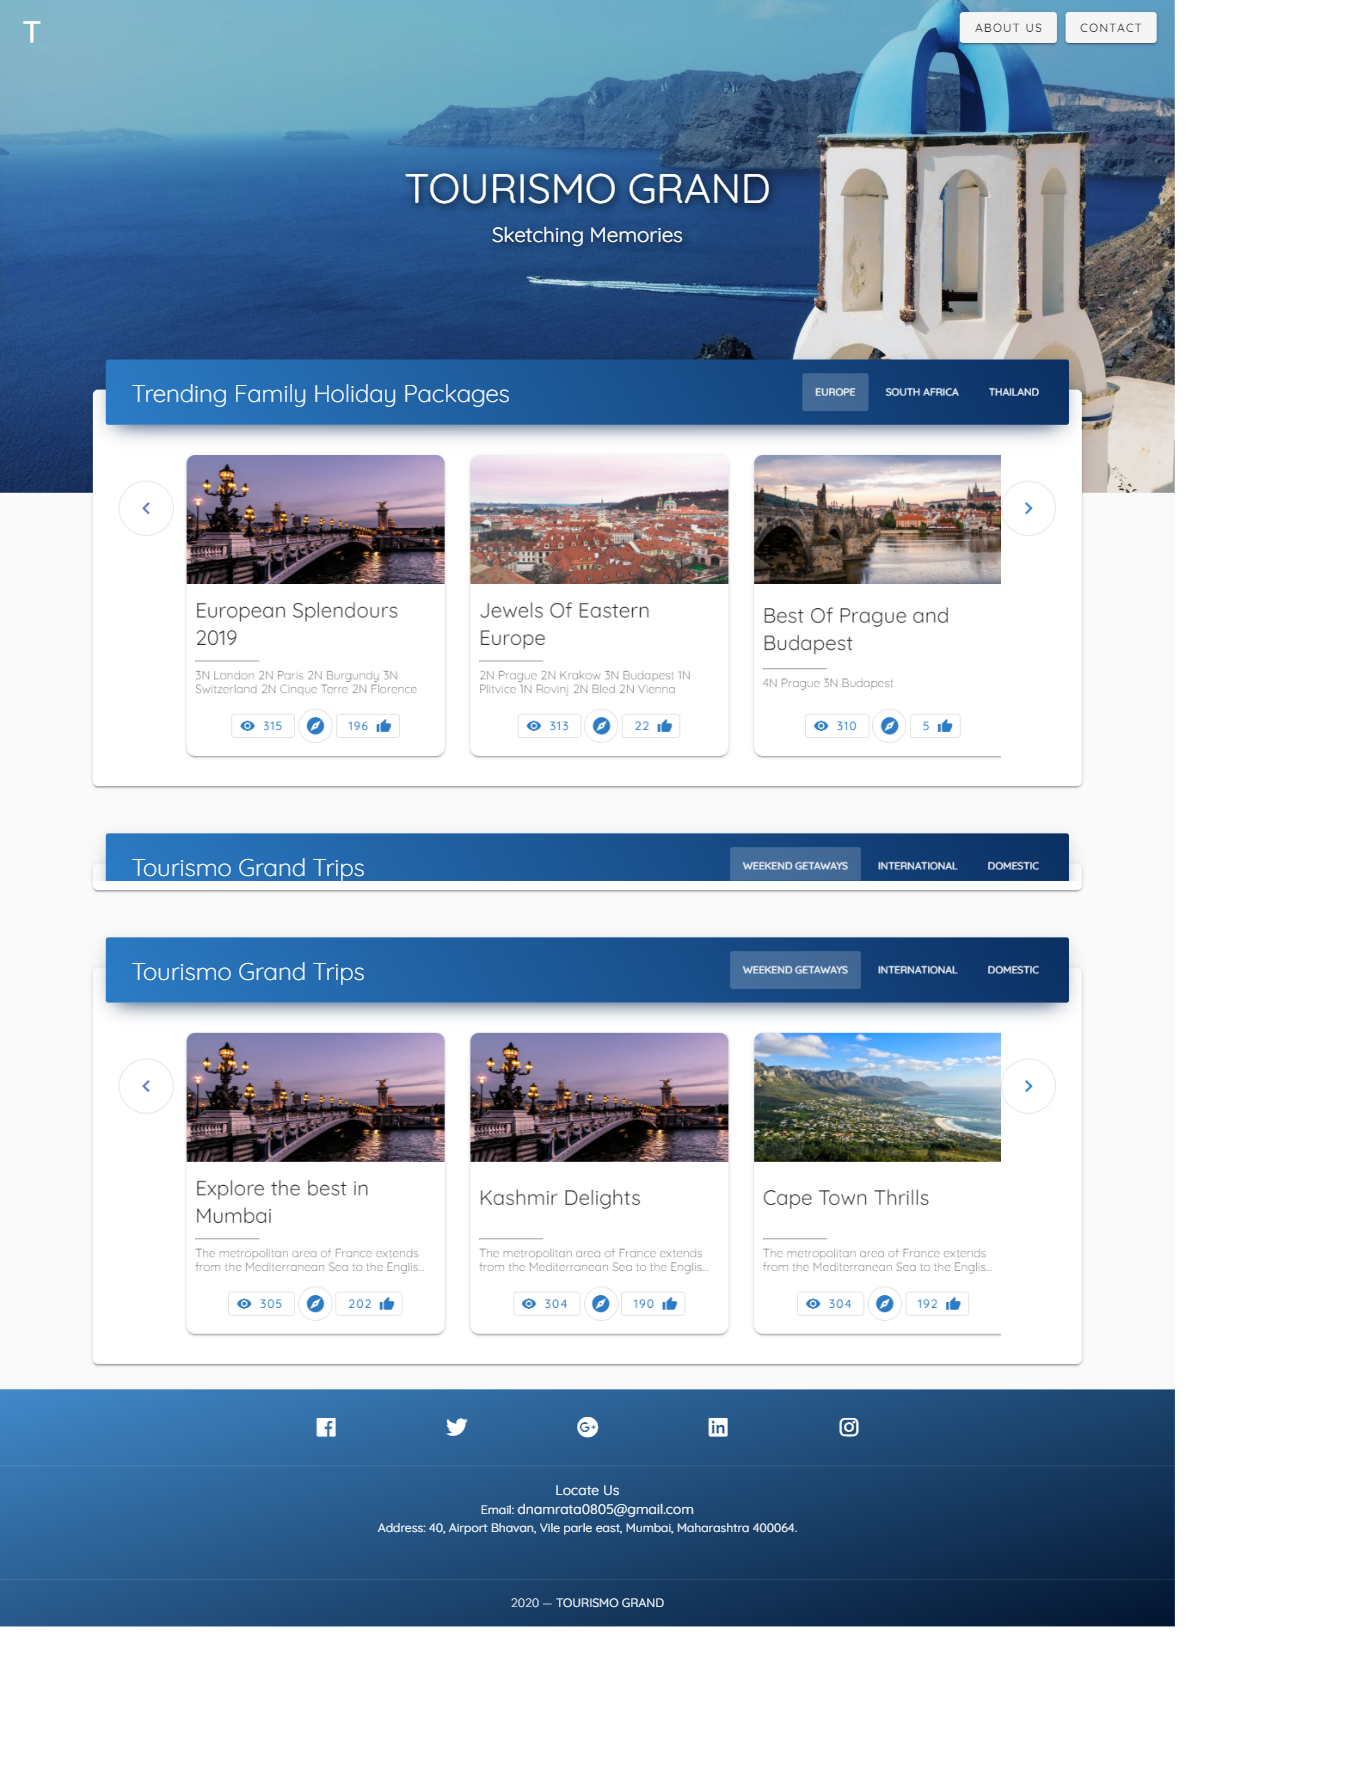 T
ABOUT US
CONTACT
TOURISMO GRAND
Sketching Memories
Trending Family Holiday Packages
EUROPE
SOUTH AFRICA
THAILAND
European Splendours
2019
3N London 2N Paris 2N Burgundy 3N
Switzerland 2N Cinque Terre 2N Florence
315
196
Jewels Of Eastern
Europe
2N Prague 2N Krakow 3N Budapest 1N
Plitvice 1N Rovinj 2N Bled 2N Vienna
313
22
Best Of Prague and
Budapest
4N Prague 3N Budapest
310
5
Tourismo Grand Trips
WEEKEND GETAWAYS
INTERNATIONAL
DOMESTIC
Tourismo Grand Trips
WEEKEND GETAWAYS
INTERNATIONAL
DOMESTIC
Explore the best in
Mumbai
The metropolitan area of France extends
from the Mediterranean Sea to the Englis...
305
202
Kashmir Delights
The metropolitan area of France extends
from the Mediterranean Sea to the Englis...
304
190
Cape Town Thrills
The metropolitan area of France extends
from the Mediterranean Sea to the Englis...
304
192
Locate Us
Email: dnamrata0805@gmail.com
Address: 40, Airport Bhavan, Vile parle east, Mumbai, Maharashtra 400064.
2020 — TOURISMO GRAND